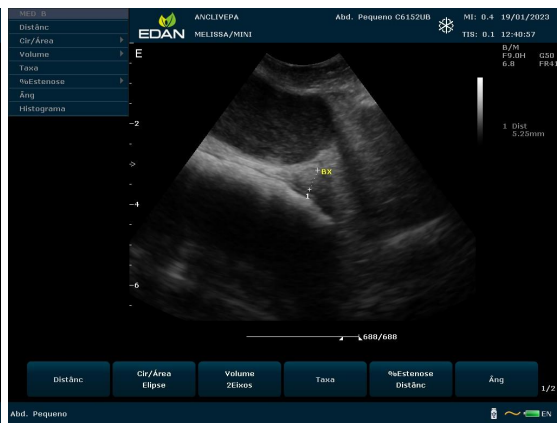 MED B
Distânc
Cir/Área
Volume
Taxa
%Estenose
Âng
Histograma
EDAN
ANCLIVEPA
MELISSA/MINI
Abd. Pequeno C6152UB
MI: 0.4 19/01/2023
TIS: 0.1 12:40:57
E
B/M
F9.0H G50
6.8 FR41
1 Dist
5.25mm
-2
-4
-6
BX
1
688/688
Distânc
Cir/Área
Elipse
Volume
2Eixos
Taxa
%Estenose
Distânc
Âng
1/2
Abd. Pequeno
EN